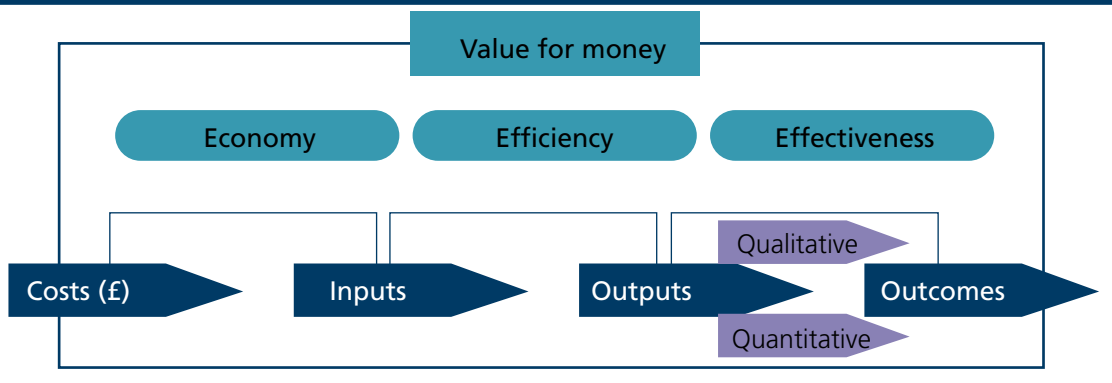 Value for money
Economy
Efficiency
Effectiveness
Qualitative
Costs (£)
Inputs
Outputs
Outcomes
Quantitative